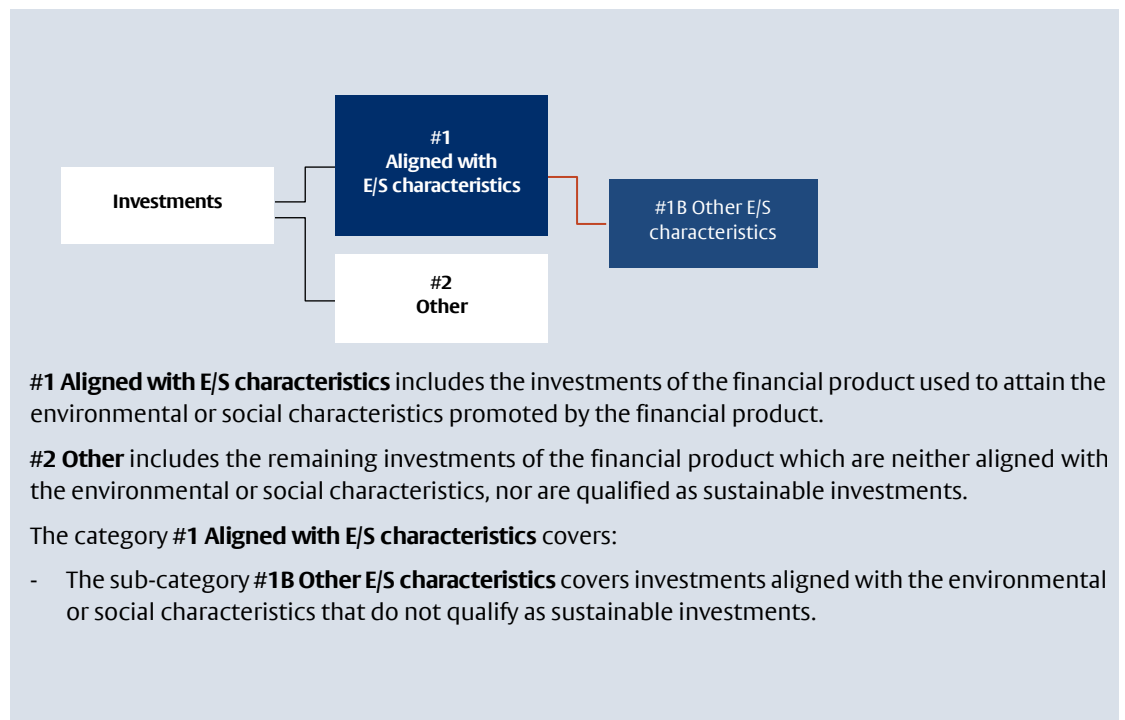 #1
Aligned with
E/S characteristics
Investments
#1B Other E/S
characteristics
#2
Other
#1 Aligned with E/S characteristics includes the investments of the financial product used to attain the
environmental or social characteristics promoted by the financial product.
#2 Other includes the remaining investments of the financial product which are neither aligned with
the environmental or social characteristics, nor are qualified as sustainable investments.
The category #1 Aligned with E/S characteristics covers:
- The sub-category #1B Other E/S characteristics covers investments aligned with the environmental
or social characteristics that do not qualify as sustainable investments.